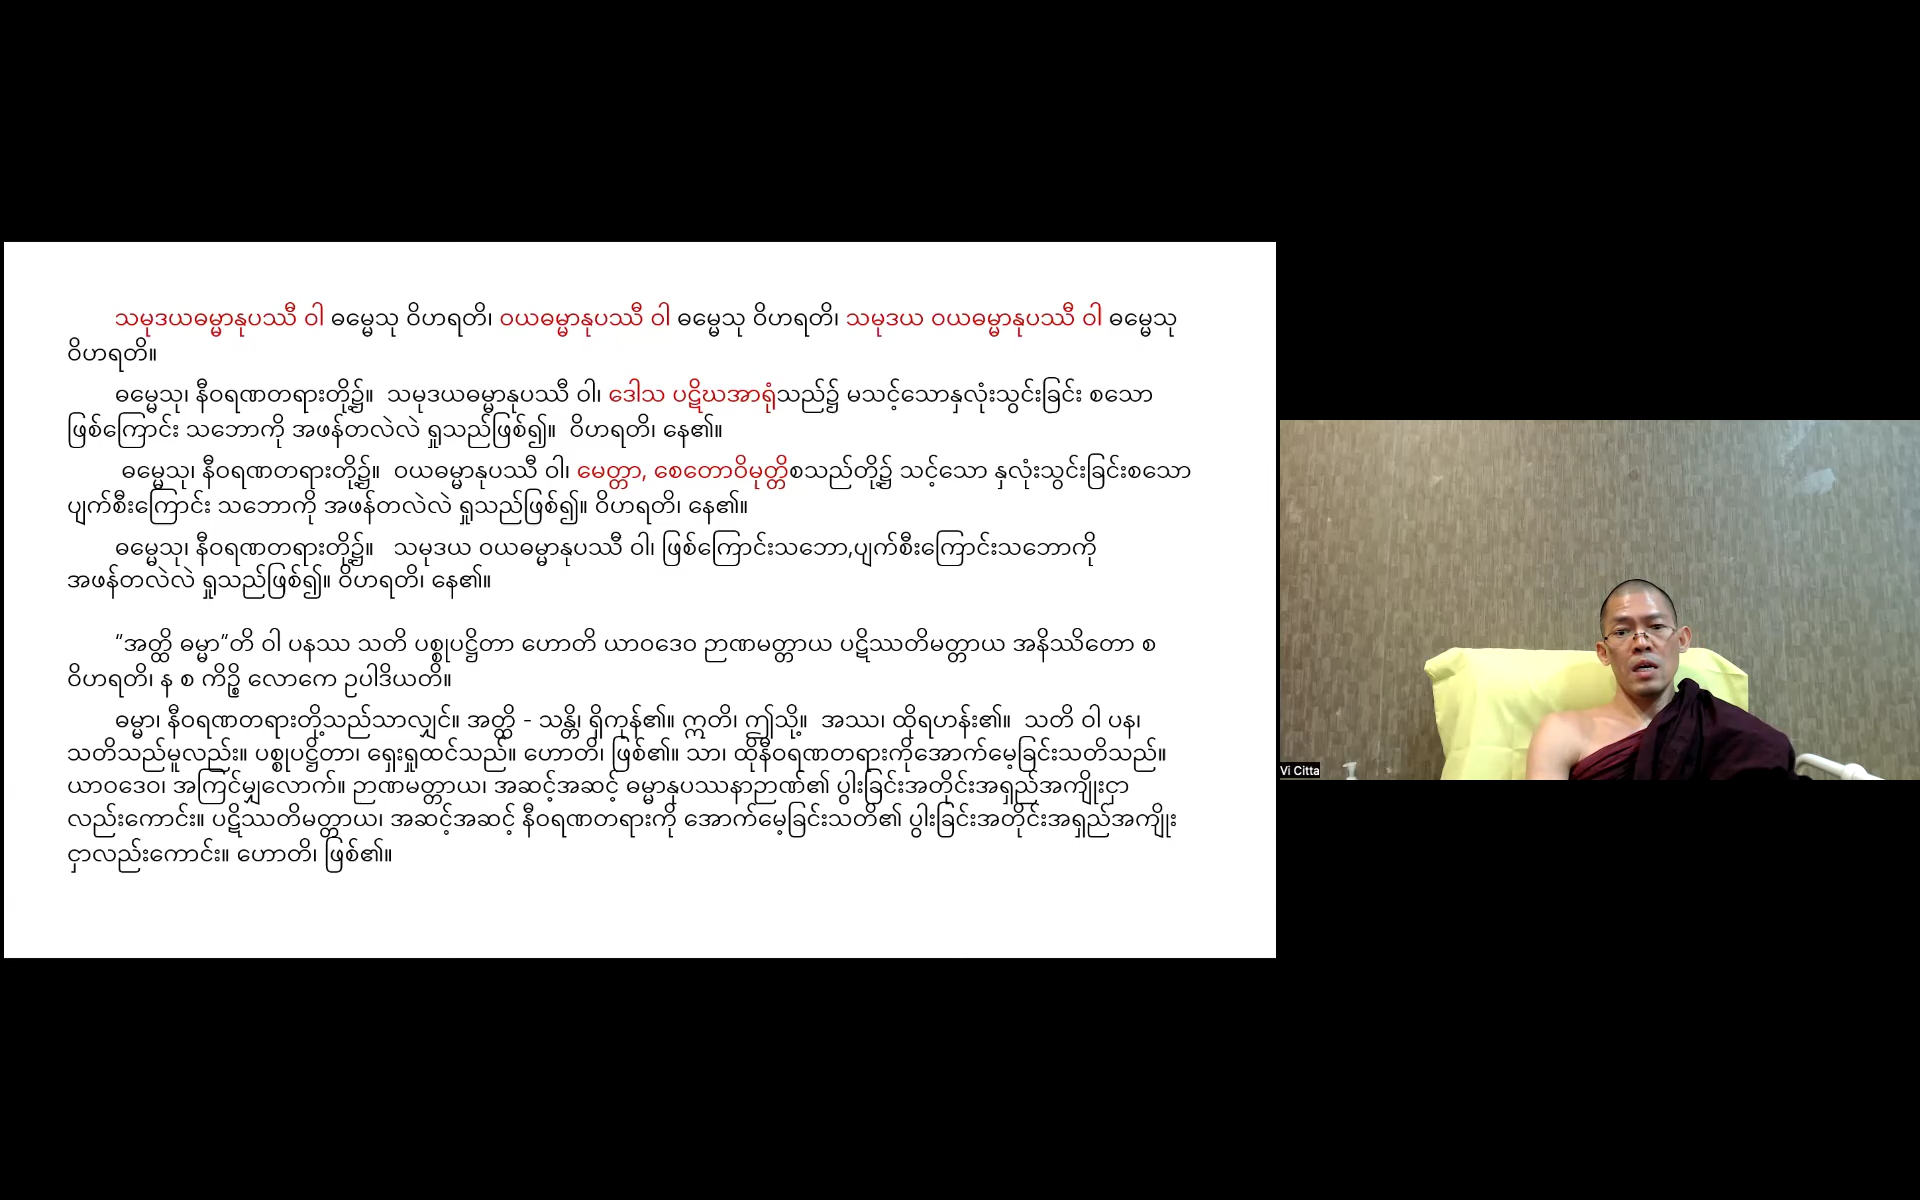 သမုဒယဓမ္မာနုပဿီ ဝါ ဓမ္မေသု ဝိဟရတိ၊ ဝယဓမ္မာနုပဿီ ဝါ ဓမ္မေသု ဝိဟရတိ၊ သမုဒယ ဝယဓမ္မာနုပဿီ ဝါ ဓမ္မေသု
ဝိဟရတိ။
ဓမ္မေသု၊ နီဝရဏတရားတို့၌။ သမုဒယဓမ္မာနုပဿီ ဝါ၊ ဒေါသ ပဋိဃအာရုံသည်၌ မသင့်သောနှလုံးသွင်းခြင်း စသော
ဖြစ်ကြောင်း သဘောကို အဖန်တလဲလဲ ရှုသည်ဖြစ်၍။ ဝိဟရတိ၊ နေ၏။
ဓမ္မေသု၊ နီဝရဏတရားတို့၌။ ဝယဓမ္မာနုပဿီ ဝါ၊ မေတ္တာ, စေတောဝိမုတ္တိစသည်တို့၌ သင့်သော နှလုံးသွင်းခြင်းစသော
ပျက်စီးကြောင်း သဘောကို အဖန်တလဲလဲ ရှုသည်ဖြစ်၍။ ဝိဟရတိ၊ နေ၏။
ဓမ္မေသု၊ နီဝရဏတရားတို့၌။ သမုဒယ ဝယဓမ္မာနုပဿီ ဝါ၊ ဖြစ်ကြောင်းသဘော,ပျက်စီးကြောင်းသဘောကို
အဖန်တလဲလဲ ရှုသည်ဖြစ်၍။ ဝိဟရတိ၊ နေ၏။
“အတ္ထိ ဓမ္မာ”တိ ဝါ ပနဿ သတိ ပစ္စုပဋ္ဌိတာ ဟောတိ ယာဝဒေဝ ဉာဏမတ္တာယ ပဋိဿတိမတ္တာယ အနိဿိတော စ
ဝိဟရတိ၊ န စ ကိဉ္စိ လောကေ ဥပါဒိယတိ။
ဓမ္မာ၊ နီဝရဏတရားတို့သည်သာလျှင်။ အတ္ထိ - သန္တိ၊ ရှိကုန်၏။ ဣတိ၊ ဤသို့။ အဿ၊ ထိုရဟန်း၏။ သတိ ဝါ ပန၊
သတိသည်မူလည်း။ ပစ္စုပဋ္ဌိတာ၊ ရှေးရှုထင်သည်။ ဟောတိ၊ ဖြစ်၏။ သာ၊ ထိုနီဝရဏတရားကိုအောက်မေ့ခြင်းသတိသည်။
ယာဝဒေဝ၊ အကြင်မျှလောက်။ ဉာဏမတ္တာယ၊ အဆင့်အဆင့် ဓမ္မာနုပဿနာဉာဏ်၏ ပွါးခြင်းအတိုင်းအရှည်အကျိုးငှာ
လည်းကောင်း။ ပဋိဿတိမတ္တာယ၊ အဆင့်အဆင့် နီဝရဏတရားကို အောက်မေ့ခြင်းသတိ၏ ပွါးခြင်းအတိုင်းအရှည်အကျိုး
ငှာလည်းကောင်း။ ဟောတိ၊ ဖြစ်၏။
Vi Citta